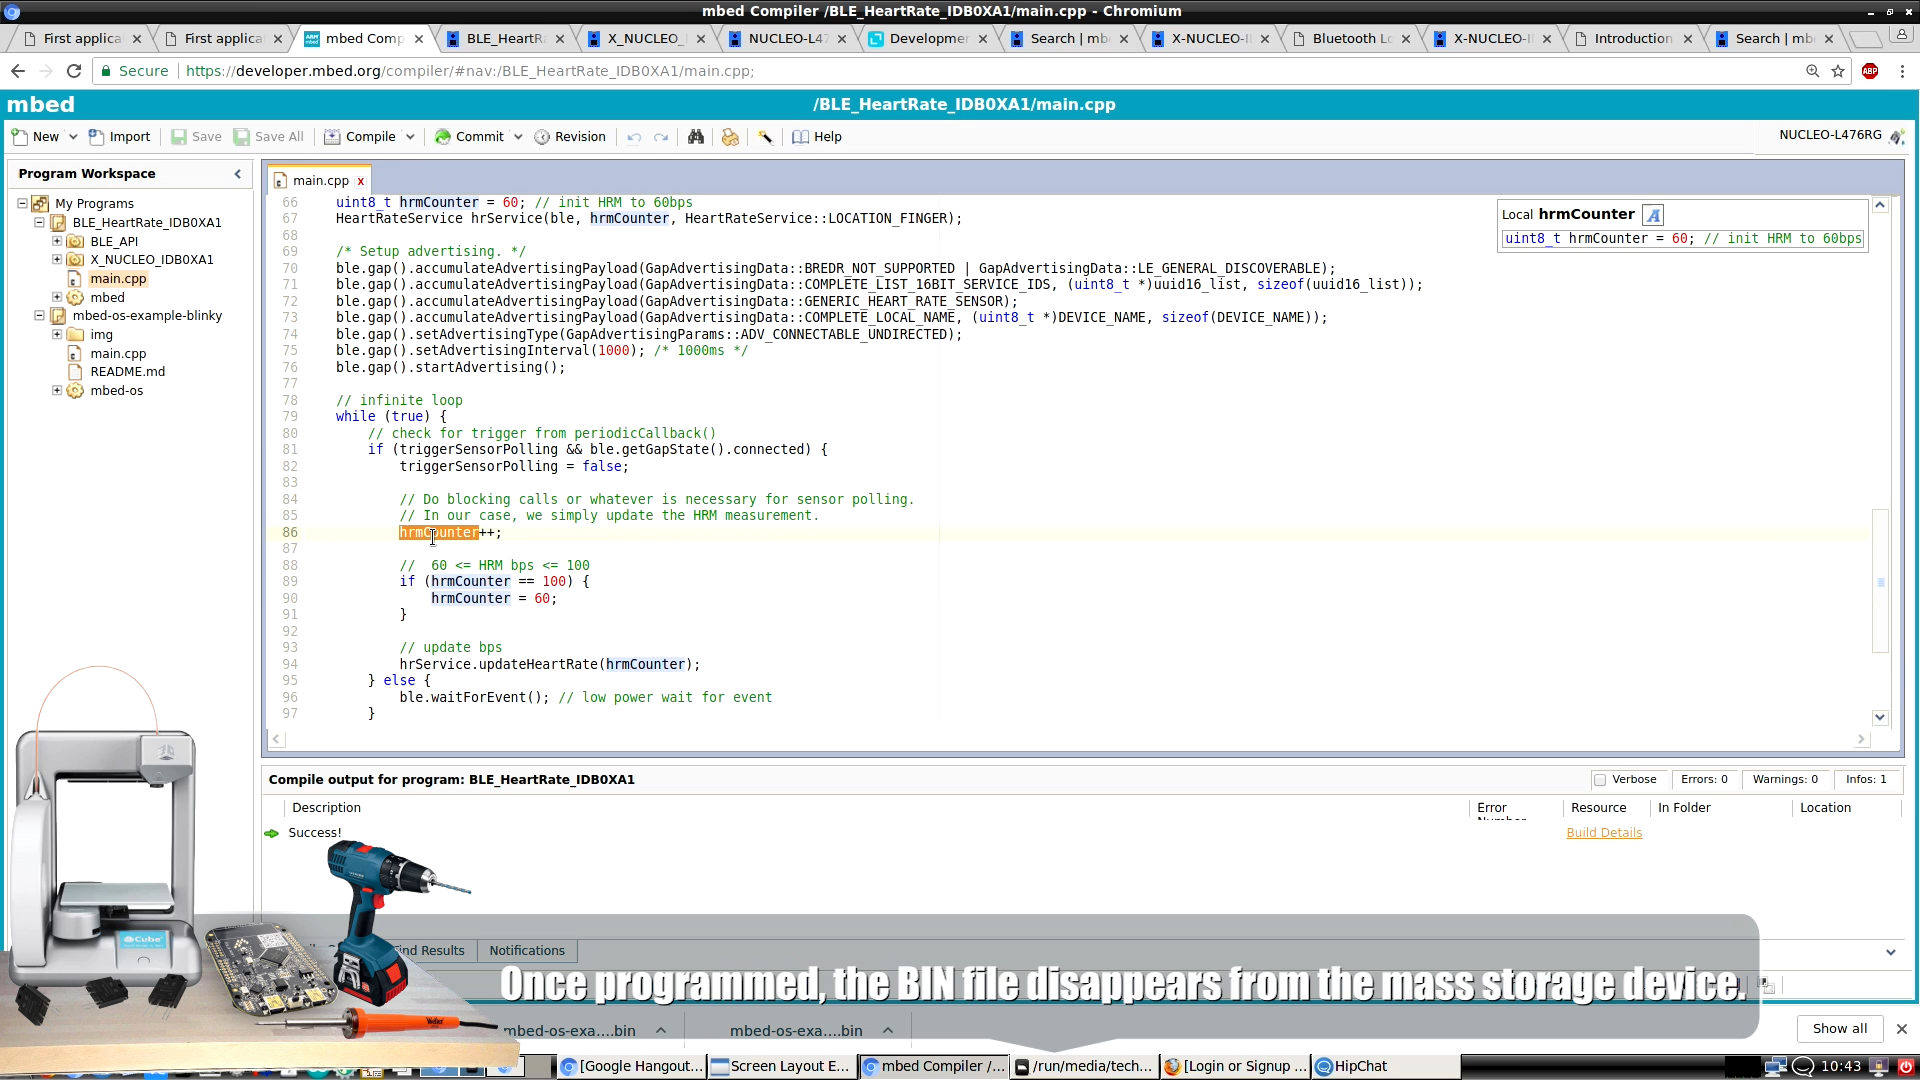 mbed Compiler /BLE_HeartRate_IDB0XA1/main.cpp - Chromium
First applica
First applica
mbed Comp
BLE_HeartR
X_NUCLEO_
NUCLEO-L47
Developme
Search | mb
X-NUCLEO-I
Bluetooth Lo
X-NUCLEO-I
Introduction
Search | mb
Secure
https://developer.mbed.org/compiler/#nav:/BLE_HeartRate_IDB0XA1/main.cpp;
ABP
mbed
/BLE_HeartRate_IDB0XA1/main.cpp
New
Import
Save
Save All
Compile
Commit
Revision
Help
NUCLEO-L476RG
Program Workspace
My Programs
BLE_HeartRate_IDB0XA1
BLE_API
X_NUCLEO_IDB0XA1
main.cpp
mbed
mbed-os-example-blinky
img
main.cpp
README.md
mbed-os
main.cpp x
66 uint8_t hrmCounter = 60; // init HRM to 60bps
67 HeartRateService hrService(ble, hrmCounter, HeartRateService::LOCATION_FINGER);
68
69 /* Setup advertising. */
70 ble.gap().accumulateAdvertisingPayload(GapAdvertisingData::BREDR_NOT_SUPPORTED | GapAdvertisingData::LE_GENERAL_DISCOVERABLE);
71 ble.gap().accumulateAdvertisingPayload(GapAdvertisingData::COMPLETE_LIST_16BIT_SERVICE_IDS, (uint8_t *)uuid16_list, sizeof(uuid16_list));
72 ble.gap().accumulateAdvertisingPayload(GapAdvertisingData::GENERIC_HEART_RATE_SENSOR);
73 ble.gap().accumulateAdvertisingPayload(GapAdvertisingData::COMPLETE_LOCAL_NAME, (uint8_t *)DEVICE_NAME, sizeof(DEVICE_NAME));
74 ble.gap().setAdvertisingType(GapAdvertisingParams::ADV_CONNECTABLE_UNDIRECTED);
75 ble.gap().setAdvertisingInterval(1000); /* 1000ms */
76 ble.gap().startAdvertising();
77
78 // infinite loop
79 while (true) {
80 // check for trigger from periodicCallback()
81 if (triggerSensorPolling && ble.getGapState().connected) {
82 triggerSensorPolling = false;
83
84 // Do blocking calls or whatever is necessary for sensor polling.
85 // In our case, we simply update the HRM measurement.
86 hrmCounter++;
87
88 // 60 <= HRM bps <= 100
89 if (hrmCounter == 100) {
90 hrmCounter = 60;
91 }
92
93 // update bps
94 hrService.updateHeartRate(hrmCounter);
95 } else {
96 ble.waitForEvent(); // low power wait for event
97 }
Local hrmCounter A
uint8_t hrmCounter = 60; // init HRM to 60bps
Compile output for program: BLE_HeartRate_IDB0XA1
Verbose
Errors: 0
Warnings: 0
Infos: 1
Description
Error
Resource
In Folder
Location
Success!
Build Details
Find Results
Notifications
Cube
Weller
Once programmed, the BIN file disappears from the mass storage device.
mbed-os-exa....bin
mbed-os-exa....bin
Show all
[Google Hangout...
Screen Layout E...
mbed Compiler /...
/run/media/tech...
[Login or Signup ...
HipChat
10:43